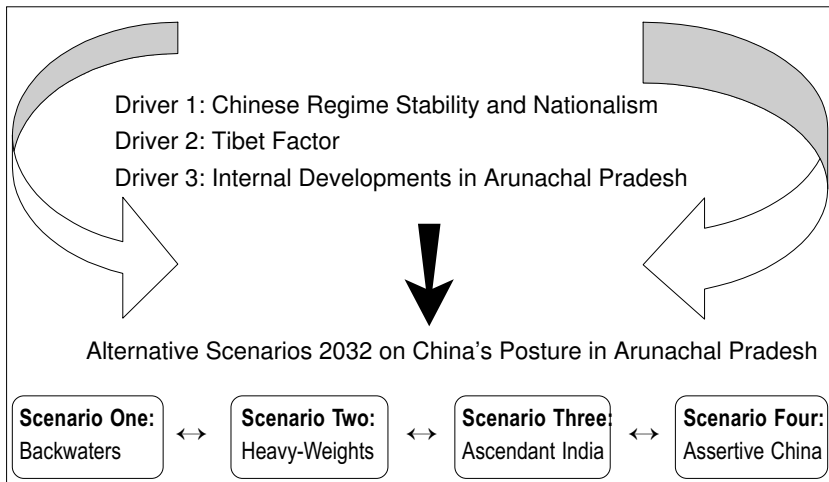 Driver 1: Chinese Regime Stability and Nationalism
Driver 2: Tibet Factor
Driver 3: Internal Developments in Arunachal Pradesh
Alternative Scenarios 2032 on China's Posture in Arunachal Pradesh
Scenario One:
Backwaters
Scenario Two:
Heavy-Weights
Scenario Three:
Ascendant India
Scenario Four:
Assertive China